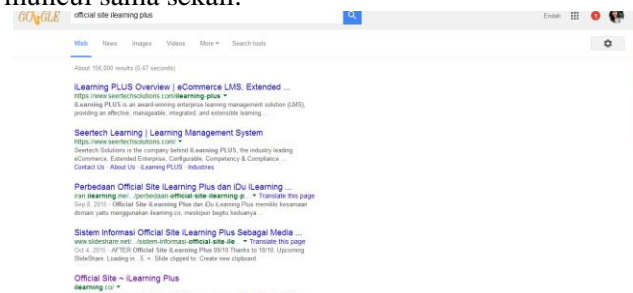 muncul sama sekali.
GOOGLE official site ilearning plus Endah
Web News Images Videos More Search tools
About 156,000 results (0.47 seconds)
iLearning PLUS Overview | eCommerce LMS, Extended ...
https://www.seertechsolutions.com/ilearning-plus
iLearning PLUS is an award-winning enterprise learning management solution (LMS),
providing an effective, manageable, integrated, and extensible learning ...
Seertech Learning | Learning Management System
https://www.seertechsolutions.com/
Seertech Solutions is the company behind iLearning PLUS, the industry leading
eCommerce, Extended Enterprise, Configurable, Competency & Compliance ...
Contact Us - About Us - iLearning PLUS - Industries
Perbedaan Official Site iLearning Plus dan iDu iLearning ...
ilearning.me/.../perbedaan-official-site-ilearning-p... Translate this page
Sep 8, 2015 - Official Site iLearning Plus dan iDu iLearning Plus memiliki kesamaan
domain yaitu menggunakan ilearning.co, meskipun begitu keduanya ...
Sistem Informasi Official Site iLearning Plus Sebagai Media ...
www.slideshare.net/.../sistem-informasi-official-site-ile... Translate this page
Oct 4, 2015 - AFTER Official Site iLearning Plus 09/10 Thanks to 10/10. Upcoming
SlideShare. Loading in ...5. ×. Slide clipped to. Create new clipboard.
Official Site ~ iLearning Plus
ilearning.co/